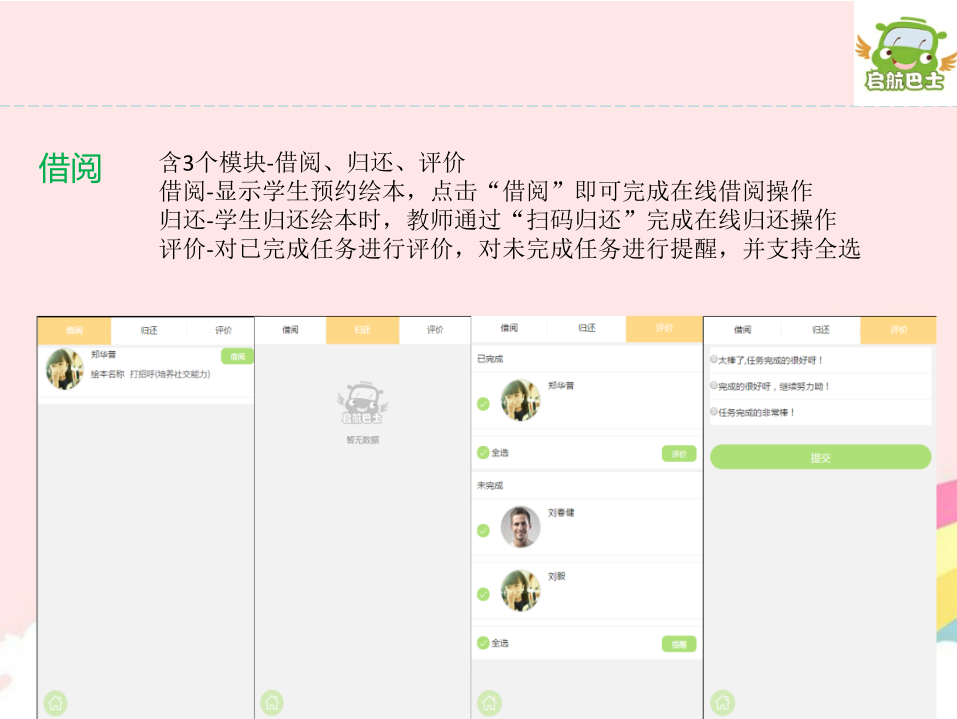 启航巴士
借阅
含3个模块-借阅、归还、评价
借阅-显示学生预约绘本，点击“借阅”即可完成在线借阅操作
归还-学生归还绘本时，教师通过“扫码归还”完成在线归还操作
评价-对已完成任务进行评价，对未完成任务进行提醒，并支持全选
借阅 归还 评价
郑华蕾
借阅
绘本名称 打招呼(培养社交能力)
借阅 归还 评价
启航巴士
暂无数据
借阅 归还 评价
已完成
郑华蕾
全选 评价
未完成
刘春健
刘毅
全选 提醒
借阅 归还 评价
太棒了,任务完成的很好呀！
完成的很好呀，继续努力呦！
任务完成的非常棒！
提交